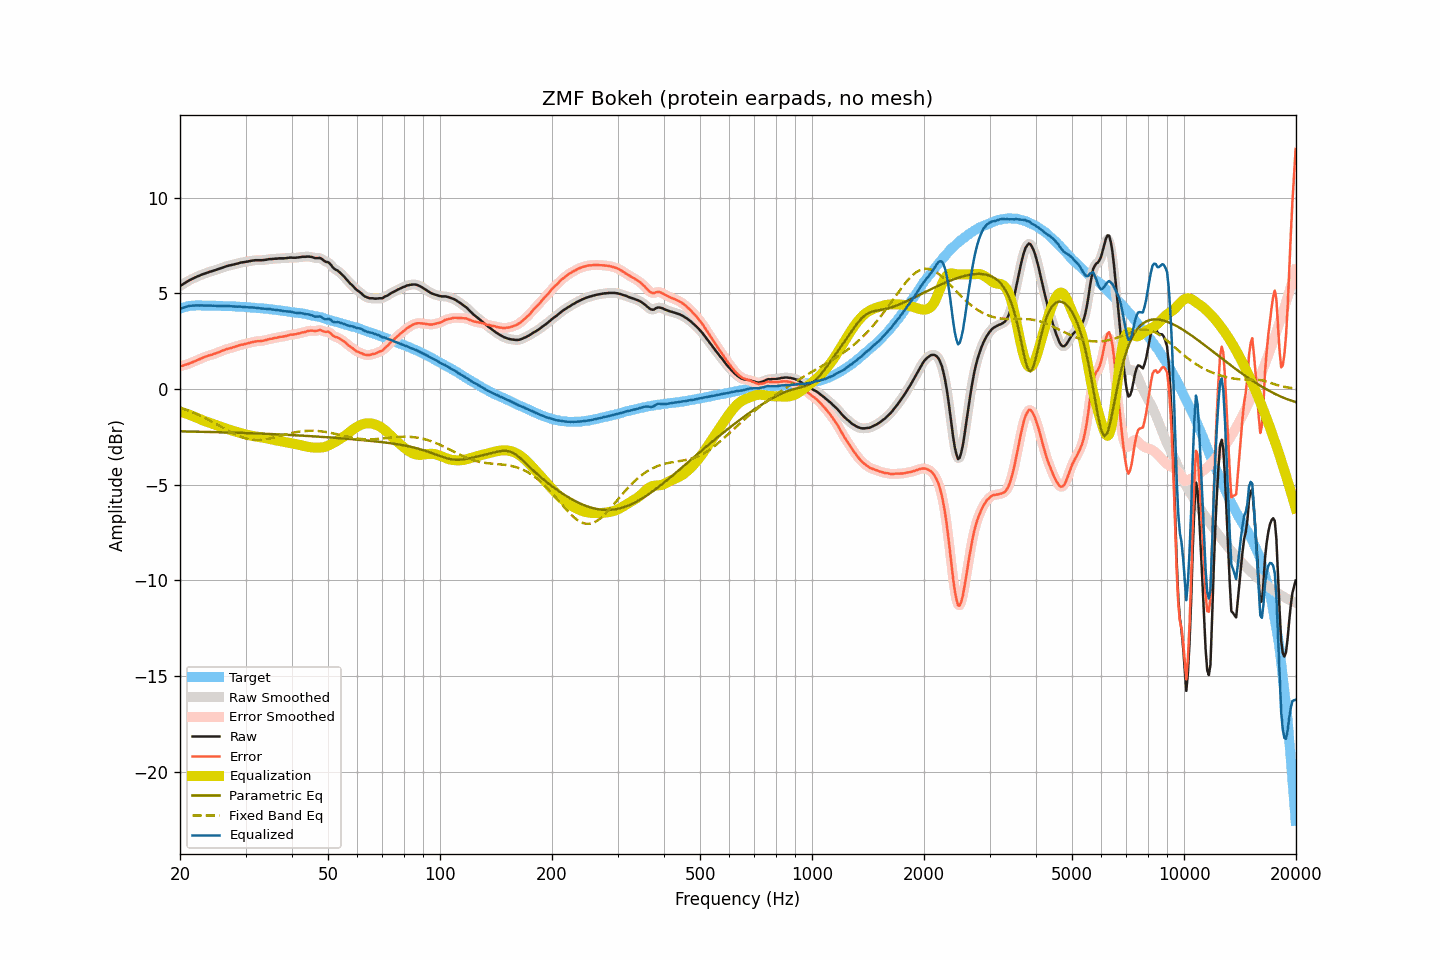 ZMF Bokeh (protein earpads, no mesh)
Amplitude (dBr)
10
5
0
−5
−10
−15
−20
Target
Raw Smoothed
Error Smoothed
Raw
Error
Equalization
Parametric Eq
Fixed Band Eq
Equalized
20 50 100 200 500 1000 2000 5000 10000 20000
Frequency (Hz)